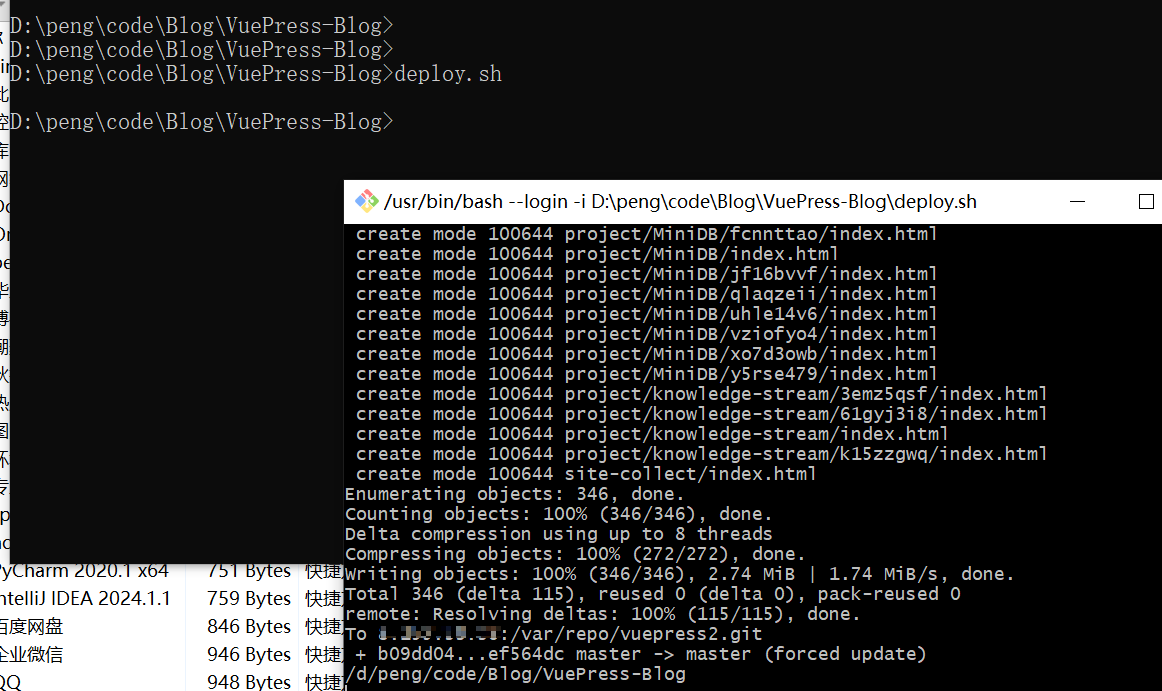 D:\peng\code\Blog\VuePress-Blog>
D:\peng\code\Blog\VuePress-Blog>
D:\peng\code\Blog\VuePress-Blog>deploy.sh
D:\peng\code\Blog\VuePress-Blog>
/usr/bin/bash --login -i D:\peng\code\Blog\VuePress-Blog\deploy.sh
create mode 100644 project/MiniDB/fcnnttao/index.html
create mode 100644 project/MiniDB/index.html
create mode 100644 project/MiniDB/jf16bvvf/index.html
create mode 100644 project/MiniDB/qlaqzeii/index.html
create mode 100644 project/MiniDB/uhle14v6/index.html
create mode 100644 project/MiniDB/vziofyo4/index.html
create mode 100644 project/MiniDB/xo7d3owb/index.html
create mode 100644 project/MiniDB/y5rse479/index.html
create mode 100644 project/knowledge-stream/3emz5qsf/index.html
create mode 100644 project/knowledge-stream/61gyj3i8/index.html
create mode 100644 project/knowledge-stream/index.html
create mode 100644 project/knowledge-stream/k15zzgwq/index.html
create mode 100644 site-collect/index.html
Enumerating objects: 346, done.
Counting objects: 100% (346/346), done.
Delta compression using up to 8 threads
Compressing objects: 100% (272/272), done.
Writing objects: 100% (346/346), 2.74 MiB | 1.74 MiB/s, done.
Total 346 (delta 115), reused 0 (delta 0), pack-reused 0
remote: Resolving deltas: 100% (115/115), done.
To :/var/repo/vuepress2.git
+ b09dd04...ef564dc master -> master (forced update)
/d/peng/code/Blog/VuePress-Blog
PyCharm 2020.1 x64 751 Bytes 快捷
IntelliJ IDEA 2024.1.1 759 Bytes 快捷
百度网盘 846 Bytes 快捷
企业微信 946 Bytes 快捷
QQ 948 Bytes 快捷